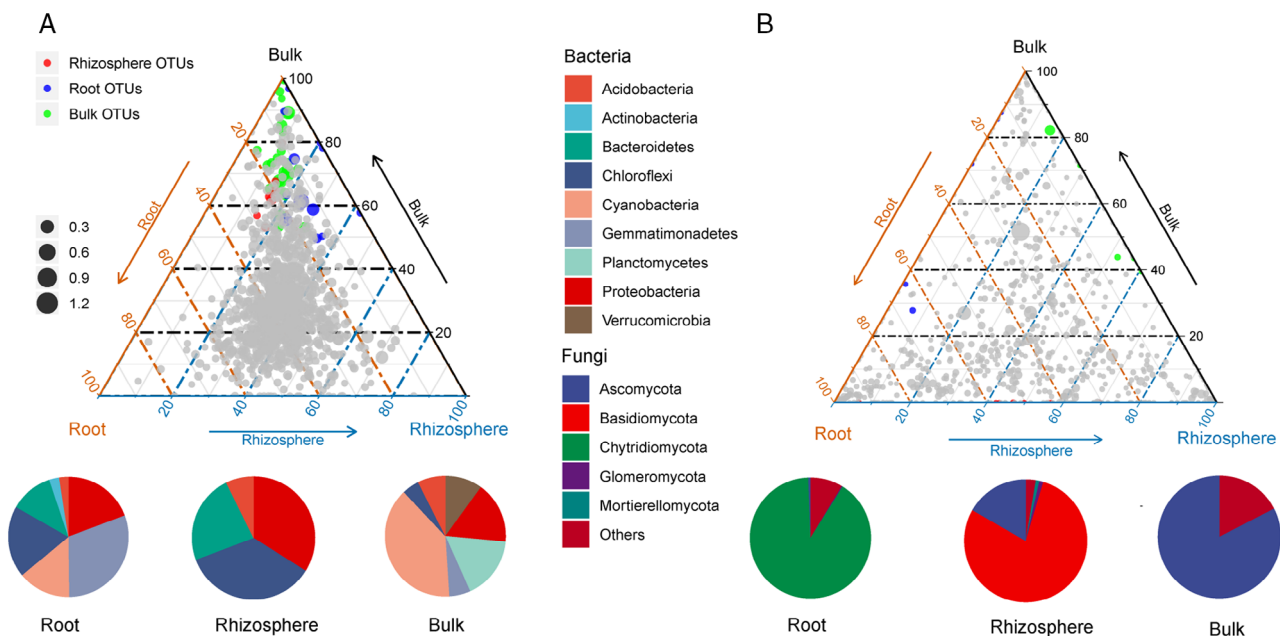 A
Rhizosphere OTUs
Root OTUs
Bulk OTUs
0.3
0.6
0.9
1.2
Bulk
100
80
60
40
20
20
40
60
80
100
20
40
60
80
100
Root
Bulk
Root
Rhizosphere
Rhizosphere
Root
Rhizosphere
Bulk
Bacteria
Acidobacteria
Actinobacteria
Bacteroidetes
Chloroflexi
Cyanobacteria
Gemmatimonadetes
Planctomycetes
Proteobacteria
Verrucomicrobia
Fungi
Ascomycota
Basidiomycota
Chytridiomycota
Glomeromycota
Mortierellomycota
Others
B
Bulk
100
80
60
40
20
20
40
60
80
100
20
40
60
80
100
Root
Bulk
Root
Rhizosphere
Rhizosphere
Root
Rhizosphere
Bulk